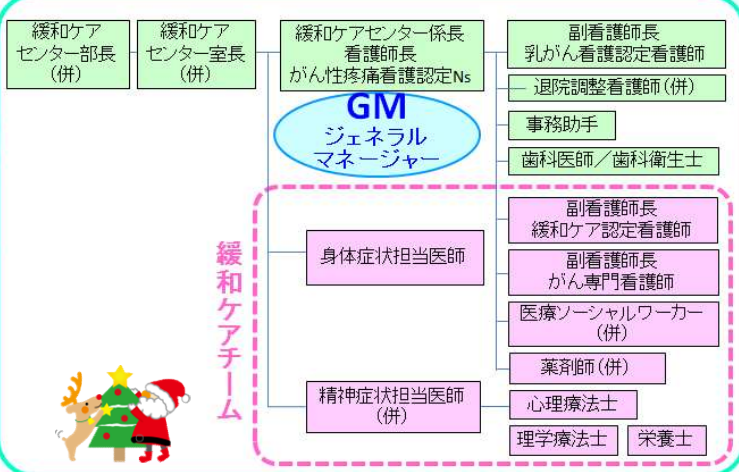 緩和ケア
センター部長
(併)
緩和ケア
センター室長
(併)
緩和ケアセンター係長
看護師長
がん性疼痛看護認定Ns
GM
ジェネラル
マネージャー
副看護師長
乳がん看護認定看護師
退院調整看護師(併)
事務助手
歯科医師/歯科衛生士
緩和ケアチーム
身体症状担当医師
副看護師長
緩和ケア認定看護師
副看護師長
がん専門看護師
医療ソーシャルワーカー
(併)
薬剤師(併)
精神症状担当医師
(併)
心理療法士
理学療法士
栄養士